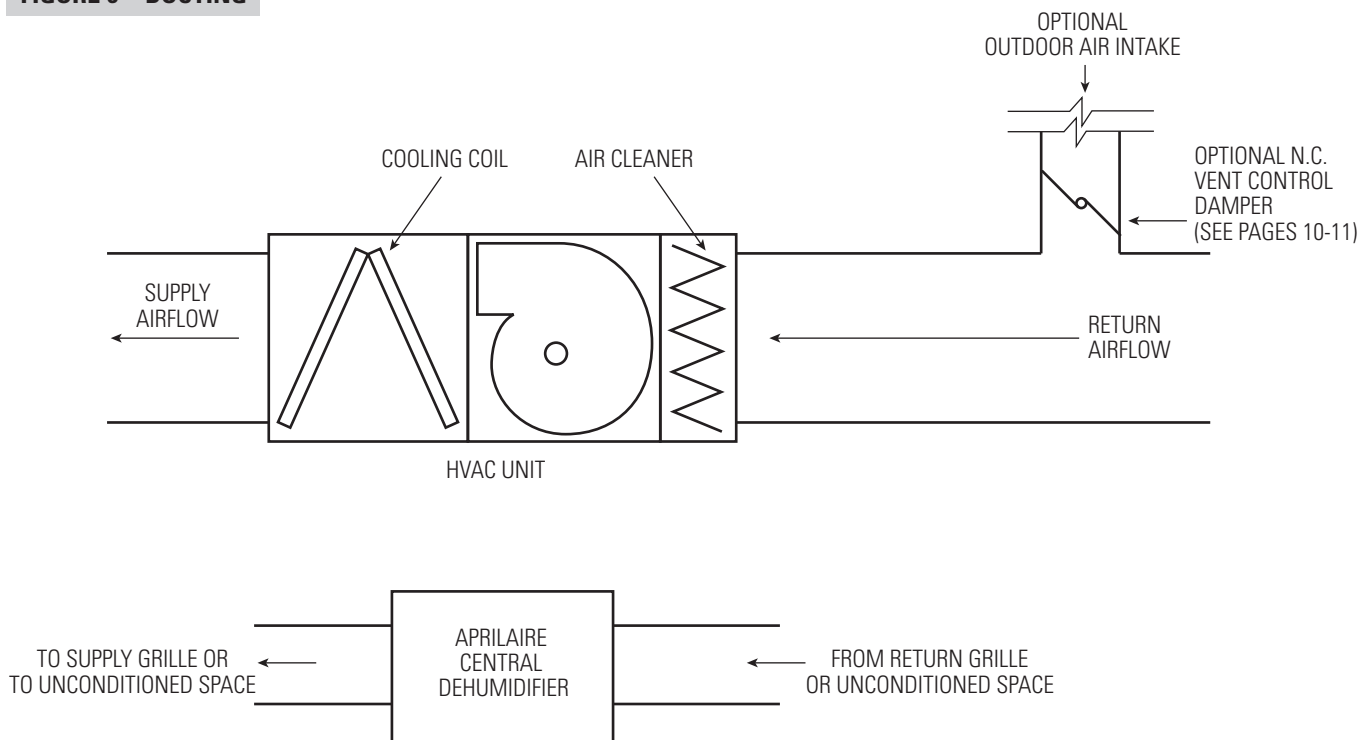 OPTIONAL
OUTDOOR AIR INTAKE
COOLING COIL
AIR CLEANER
OPTIONAL N.C.
VENT CONTROL
DAMPER
(SEE PAGES 10-11)
SUPPLY
AIRFLOW
RETURN
AIRFLOW
HVAC UNIT
APRILAIRE
CENTRAL
DEHUMIDIFIER
TO SUPPLY GRILLE OR
TO UNCONDITIONED SPACE
FROM RETURN GRILLE
OR UNCONDITIONED SPACE